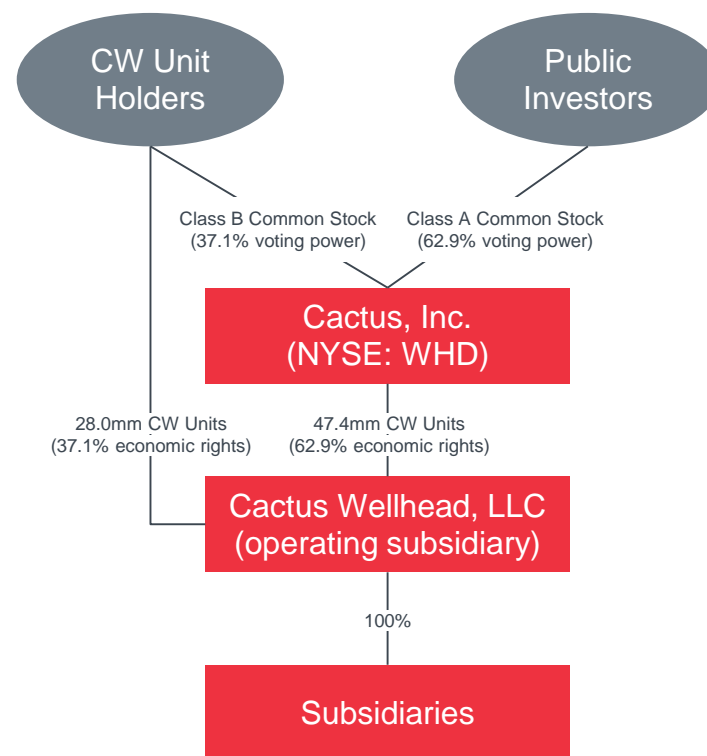 CW Unit
Holders
Public
Investors
Class B Common Stock
(37.1% voting power)
Class A Common Stock
(62.9% voting power)
Cactus, Inc.
(NYSE: WHD)
28.0mm CW Units
(37.1% economic rights)
47.4mm CW Units
(62.9% economic rights)
Cactus Wellhead, LLC
(operating subsidiary)
100%
Subsidiaries